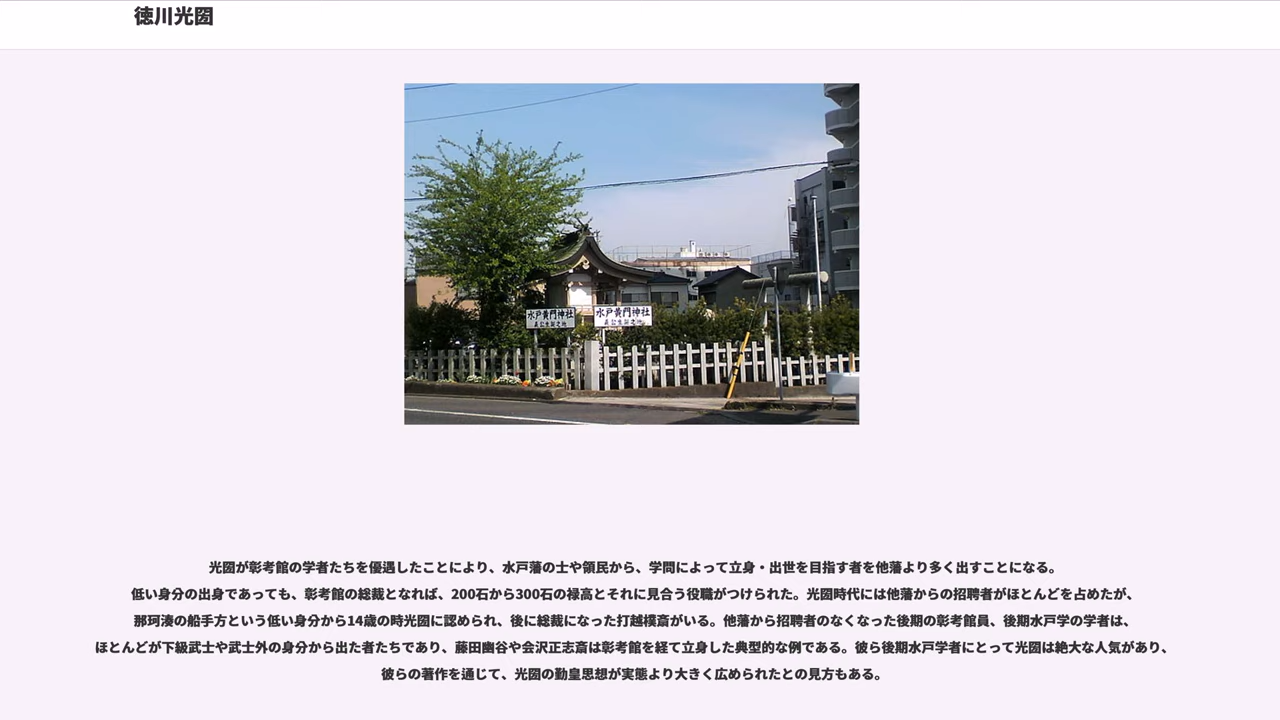 徳川光圀
水戸黄門神社
義公生誕之地
水戸黄門神社
義公生誕之地
光圀が彰考館の学者たちを優遇したことにより、水戸藩の士や領民から、学問によって立身・出世を目指す者を他藩より多く出すことになる。
低い身分の出身であっても、彰考館の総裁となれば、200石から300石の禄高とそれに見合う役職がつけられた。光圀時代には他藩からの招聘者がほとんどを占めたが、
那珂湊の船手方という低い身分から14歳の時光圀に認められ、後に総裁になった打越樸斎がいる。他藩から招聘者のなくなった後期の彰考館員、後期水戸学の学者は、
ほとんどが下級武士や武士外の身分から出た者たちであり、藤田幽谷や会沢正志斎は彰考館を経て立身した典型的な例である。彼ら後期水戸学者にとって光圀は絶大な人気があり、
彼らの著作を通じて、光圀の勤皇思想が実態より大きく広められたとの見方もある。